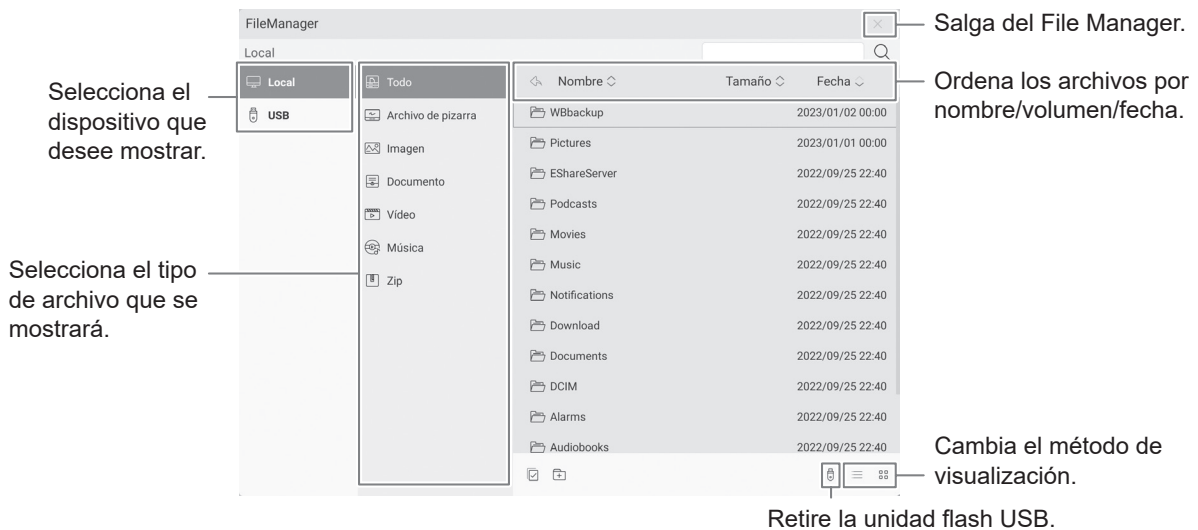 FileManager
Salga del File Manager.
Local
Selecciona el
dispositivo que
desee mostrar.
Local
USB
Todo
Archivo de pizarra
Imagen
Documento
Vídeo
Música
Zip
Selecciona el tipo
de archivo que se
mostrará.
Nombre Tamaño Fecha
Ordena los archivos por
nombre/volumen/fecha.
WBbackup 2023/01/02 00:00
Pictures 2023/01/01 00:00
EShareServer 2022/09/25 22:40
Podcasts 2022/09/25 22:40
Movies 2022/09/25 22:40
Music 2022/09/25 22:40
Notifications 2022/09/25 22:40
Download 2022/09/25 22:40
Documents 2022/09/25 22:40
DCIM 2022/09/25 22:40
Alarms 2022/09/25 22:40
Audiobooks 2022/09/25 22:40
Cambia el método de
visualización.
Retire la unidad flash USB.